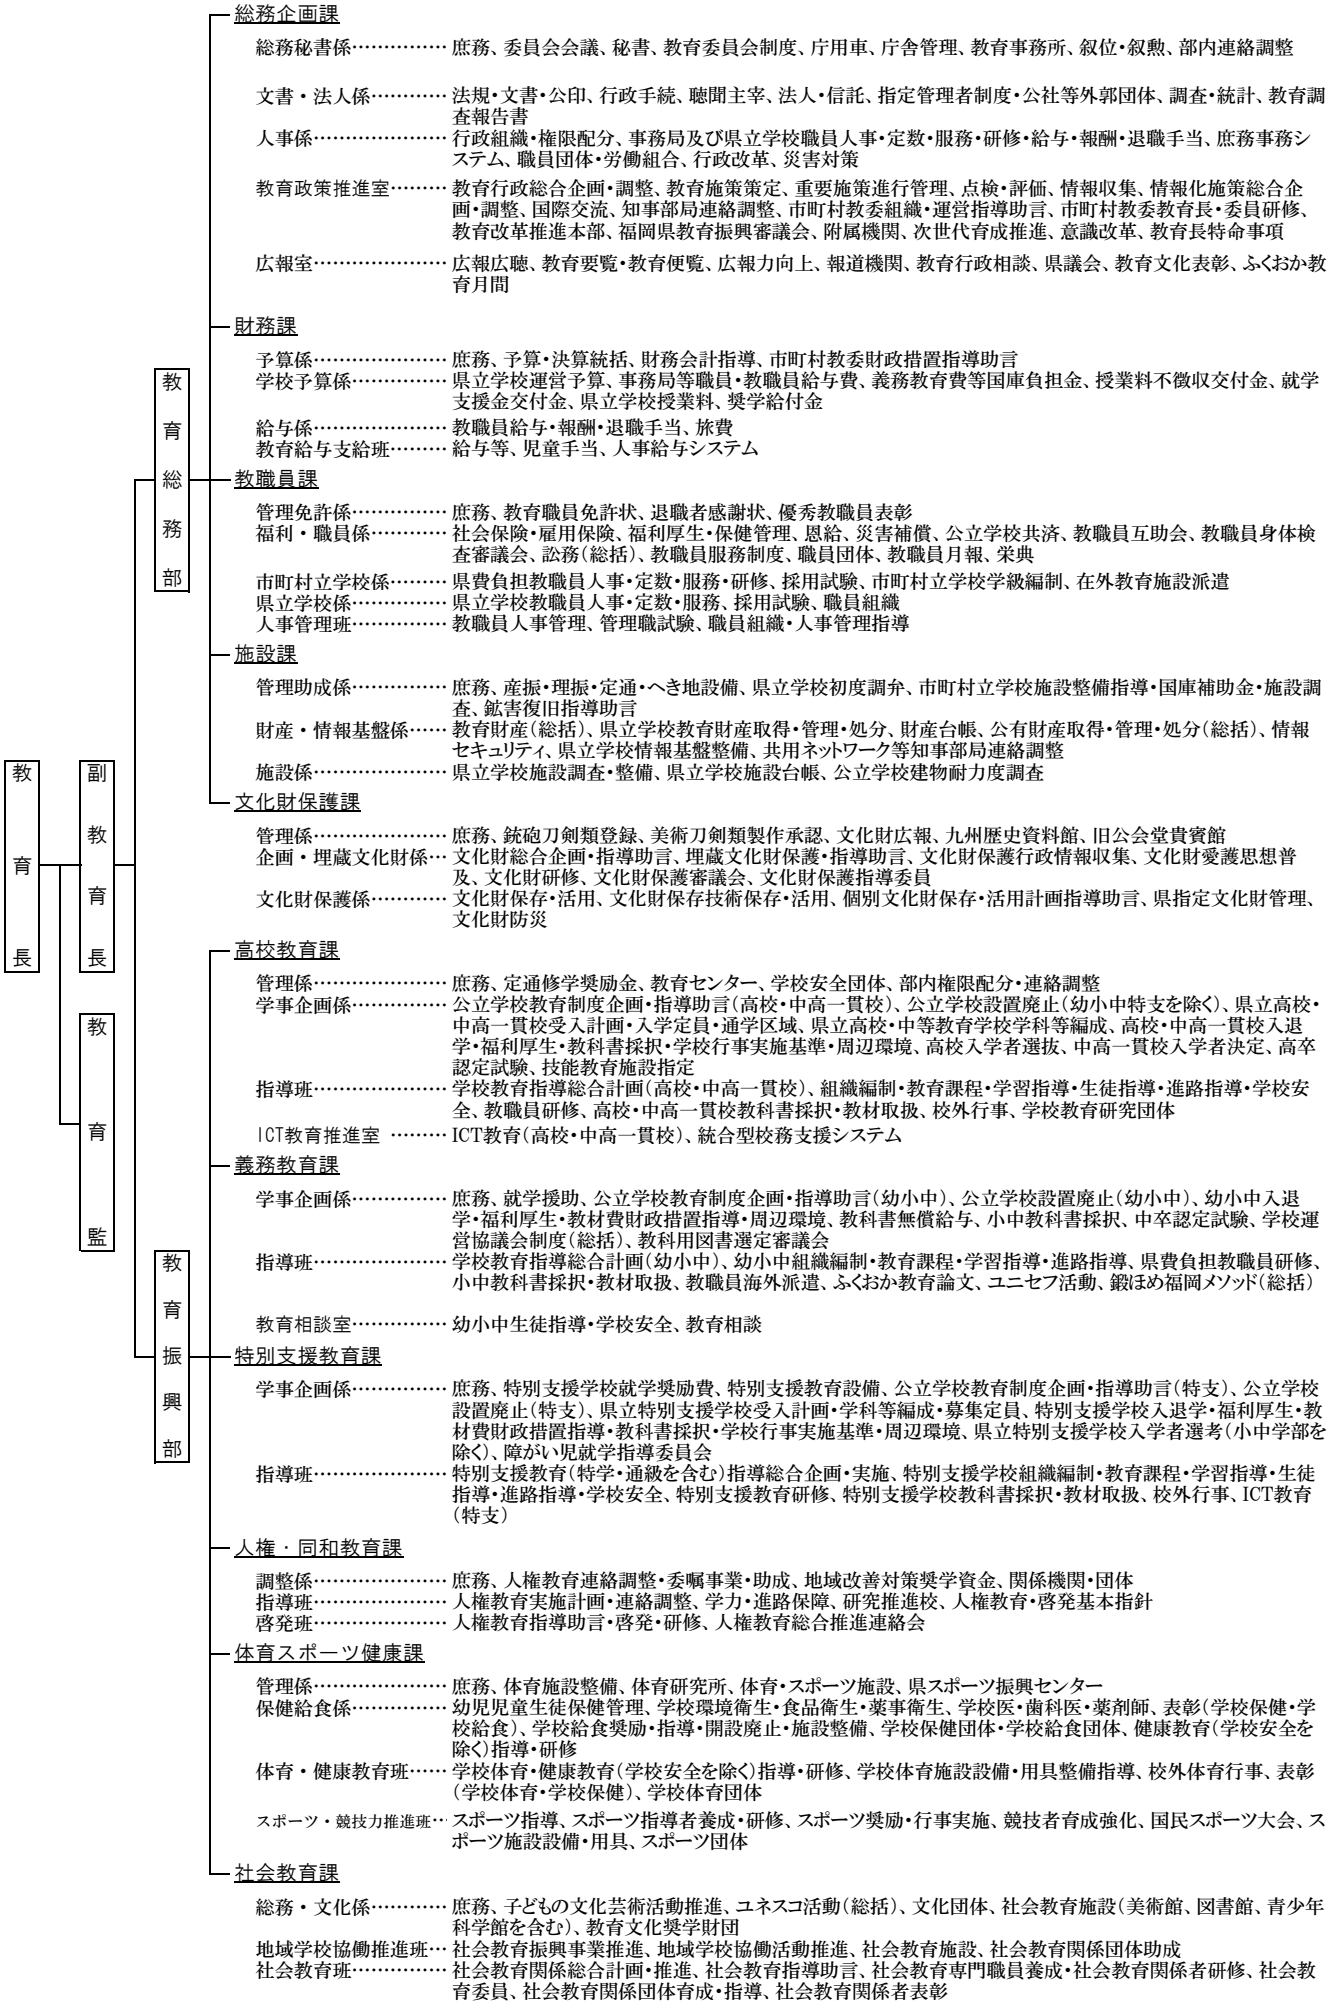 総務企画課
総務秘書係……………庶務、委員会会議、秘書、教育委員会制度、庁用車、庁舎管理、教育事務所、叙位・叙勲、部内連絡調整
文書・法人係…………法規・文書・公印、行政手続、聴聞主宰、法人・信託、指定管理者制度・公社等外郭団体、調査・統計、教育調
査報告書
人事係…………………行政組織・権限配分、事務局及び県立学校職員人事・定数・服務・研修・給与・報酬・退職手当、庶務事務シ
ステム、職員団体・労働組合、行政改革、災害対策
教育政策推進室………教育行政総合企画・調整、教育施策策定、重要施策進行管理、点検・評価、情報収集、情報化施策総合企
画・調整、国際交流、知事部局連絡調整、市町村教委組織・運営指導助言、市町村教委教育長・委員研修、
教育改革推進本部、福岡県教育振興審議会、附属機関、次世代育成推進、意識改革、教育長特命事項
広報室…………………広報広聴、教育要覧・教育便覧、広報力向上、報道機関、教育行政相談、県議会、教育文化表彰、ふくおか教
育月間
財務課
予算係…………………庶務、予算・決算統括、財務会計指導、市町村教委財政措置指導助言
学校予算係……………県立学校運営予算、事務局等職員・教職員給与費、義務教育費等国庫負担金、授業料不徴収交付金、就学
支援金交付金、県立学校授業料、奨学給付金
給与係…………………教職員給与・報酬・退職手当、旅費
教育給与支給班………給与等、児童手当、人事給与システム
教育総務部
教職員課
管理免許係……………庶務、教育職員免許状、退職者感謝状、優秀教職員表彰
福利・職員係…………社会保険・雇用保険、福利厚生・保健管理、恩給、災害補償、公立学校共済、教職員互助会、教職員身体検
査審議会、訟務（総括）、教職員服務制度、職員団体、教職員月報、栄典
市町村立学校係………県費負担教職員人事・定数・服務・研修、採用試験、市町村立学校学級編制、在外教育施設派遣
県立学校係……………県立学校教職員人事・定数・服務、採用試験、職員組織
人事管理班……………教職員人事管理、管理職試験、職員組織・人事管理指導
施設課
管理助成係……………庶務、産振・理振・定通・へき地設備、県立学校初度調弁、市町村立学校施設整備指導・国庫補助金・施設調
査、鉱害復旧指導助言
財産・情報基盤係……教育財産（総括）、県立学校教育財産取得・管理・処分、財産台帳、公有財産取得・管理・処分（総括）、情報
セキュリティ、県立学校情報基盤整備、共用ネットワーク等知事部局連絡調整
施設係…………………県立学校施設調査・整備、県立学校施設台帳、公立学校建物耐力度調査
文化財保護課
管理係…………………庶務、銃砲刀剣類登録、美術刀剣類製作承認、文化財広報、九州歴史資料館、旧公会堂貴賓館
企画・埋蔵文化財係…文化財総合企画・指導助言、埋蔵文化財保護・指導助言、文化財保護行政情報収集、文化財愛護思想普
及、文化財研修、文化財保護審議会、文化財保護指導委員
文化財保護係…………文化財保存・活用、文化財保存技術保存・活用、個別文化財保存・活用計画指導助言、県指定文化財管理、
文化財防災
教育長
副教育長
教育監
高校教育課
管理係…………………庶務、定通修学奨励金、教育センター、学校安全団体、部内権限配分・連絡調整
学事企画係……………公立学校教育制度企画・指導助言（高校・中高一貫校）、公立学校設置廃止（幼小中特支を除く）、県立高校・
中高一貫校受入計画・入学定員・通学区域、県立高校・中等教育学校学科等編成、高校・中高一貫校入退
学・福利厚生・教科書採択・学校行事実施基準・周辺環境、高校入学者選抜、中高一貫校入学者決定、高卒
認定試験、技能教育施設指定
指導班…………………学校教育指導総合計画（高校・中高一貫校）、組織編制・教育課程・学習指導・生徒指導・進路指導・学校安
全、教職員研修、高校・中高一貫校教科書採択・教材取扱、校外行事、学校教育研究団体
ICT教育推進室 ………ICT教育（高校・中高一貫校）、統合型校務支援システム
義務教育課
学事企画係……………庶務、就学援助、公立学校教育制度企画・指導助言（幼小中）、公立学校設置廃止（幼小中）、幼小中入退
学・福利厚生・教材費財政措置指導・周辺環境、教科書無償給与、小中教科書採択、中卒認定試験、学校運
営協議会制度（総括）、教科用図書選定審議会
指導班…………………学校教育指導総合計画（幼小中）、幼小中組織編制・教育課程・学習指導・進路指導、県費負担教職員研修、
小中教科書採択・教材取扱、教職員海外派遣、ふくおか教育論文、ユニセフ活動、鍛ほめ福岡メソッド（総括）
教育相談室……………幼小中生徒指導・学校安全、教育相談
教育振興部
特別支援教育課
学事企画係……………庶務、特別支援学校就学奨励費、特別支援教育設備、公立学校教育制度企画・指導助言（特支）、公立学校
設置廃止（特支）、県立特別支援学校受入計画・学科等編成・募集定員、特別支援学校入退学・福利厚生・教
材費財政措置指導・教科書採択・学校行事実施基準・周辺環境、県立特別支援学校入学者選考（小中学部を
除く）、障がい児就学指導委員会
指導班…………………特別支援教育（特学・通級を含む）指導総合企画・実施、特別支援学校組織編制・教育課程・学習指導・生徒
指導・進路指導・学校安全、特別支援教育研修、特別支援学校教科書採択・教材取扱、校外行事、ICT教育
（特支）
人権・同和教育課
調整係…………………庶務、人権教育連絡調整・委嘱事業・助成、地域改善対策奨学資金、関係機関・団体
指導班…………………人権教育実施計画・連絡調整、学力・進路保障、研究推進校、人権教育・啓発基本指針
啓発班…………………人権教育指導助言・啓発・研修、人権教育総合推進連絡会
体育スポーツ健康課
管理係…………………庶務、体育施設整備、体育研究所、体育・スポーツ施設、県スポーツ振興センター
保健給食係……………幼児児童生徒保健管理、学校環境衛生・食品衛生・薬事衛生、学校医・歯科医・薬剤師、表彰（学校保健・学
校給食）、学校給食奨励・指導・開設廃止・施設整備、学校保健団体・学校給食団体、健康教育（学校安全を
除く）指導・研修
体育・健康教育班……学校体育・健康教育（学校安全を除く）指導・研修、学校体育施設設備・用具整備指導、校外体育行事、表彰
（学校体育・学校保健）、学校体育団体
スポーツ・競技力推進班…スポーツ指導、スポーツ指導者養成・研修、スポーツ奨励・行事実施、競技者育成強化、国民スポーツ大会、ス
ポーツ施設設備・用具、スポーツ団体
社会教育課
総務・文化係…………庶務、子どもの文化芸術活動推進、ユネスコ活動（総括）、文化団体、社会教育施設（美術館、図書館、青少年
科学館を含む）、教育文化奨学財団
地域学校協働推進班…社会教育振興事業推進、地域学校協働活動推進、社会教育施設、社会教育関係団体助成
社会教育班……………社会教育関係総合計画・推進、社会教育指導助言、社会教育専門職員養成・社会教育関係者研修、社会教
育委員、社会教育関係団体育成・指導、社会教育関係者表彰